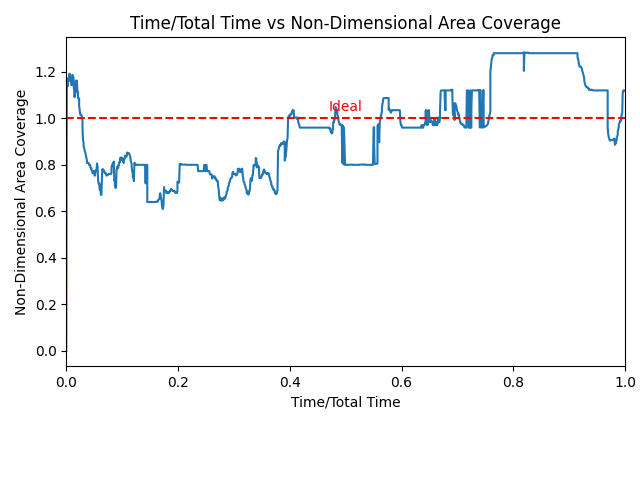 Time/Total Time vs Non-Dimensional Area Coverage
Non-Dimensional Area Coverage
1.2
1.0
0.8
0.6
0.4
0.2
0.0
Ideal
0.0 0.2 0.4 0.6 0.8 1.0
Time/Total Time